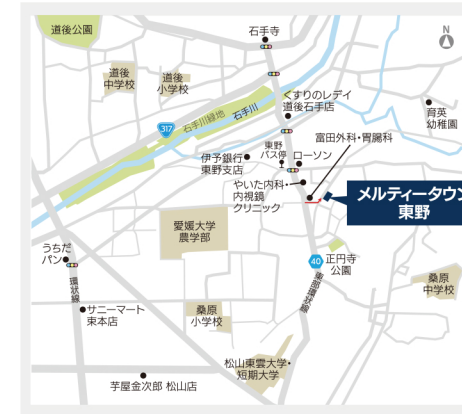 道後公園
石手寺
N
道後
中学校
道後
小学校
くすりのレデイ
道後石手店
317
石手川緑地
石手川
育英
幼稚園
東野
バス停
富田外科・胃腸科
伊予銀行
東野支店
ローソン
やいた内科・
内視鏡
クリニック
メルティータウン
東野
愛媛大学
農学部
うちだ
パン
環状線
40
正円寺
公園
東部環状線
桑原
中学校
サニーマート
束本店
桑原
小学校
松山東雲大学・
短期大学
芋屋金次郎 松山店